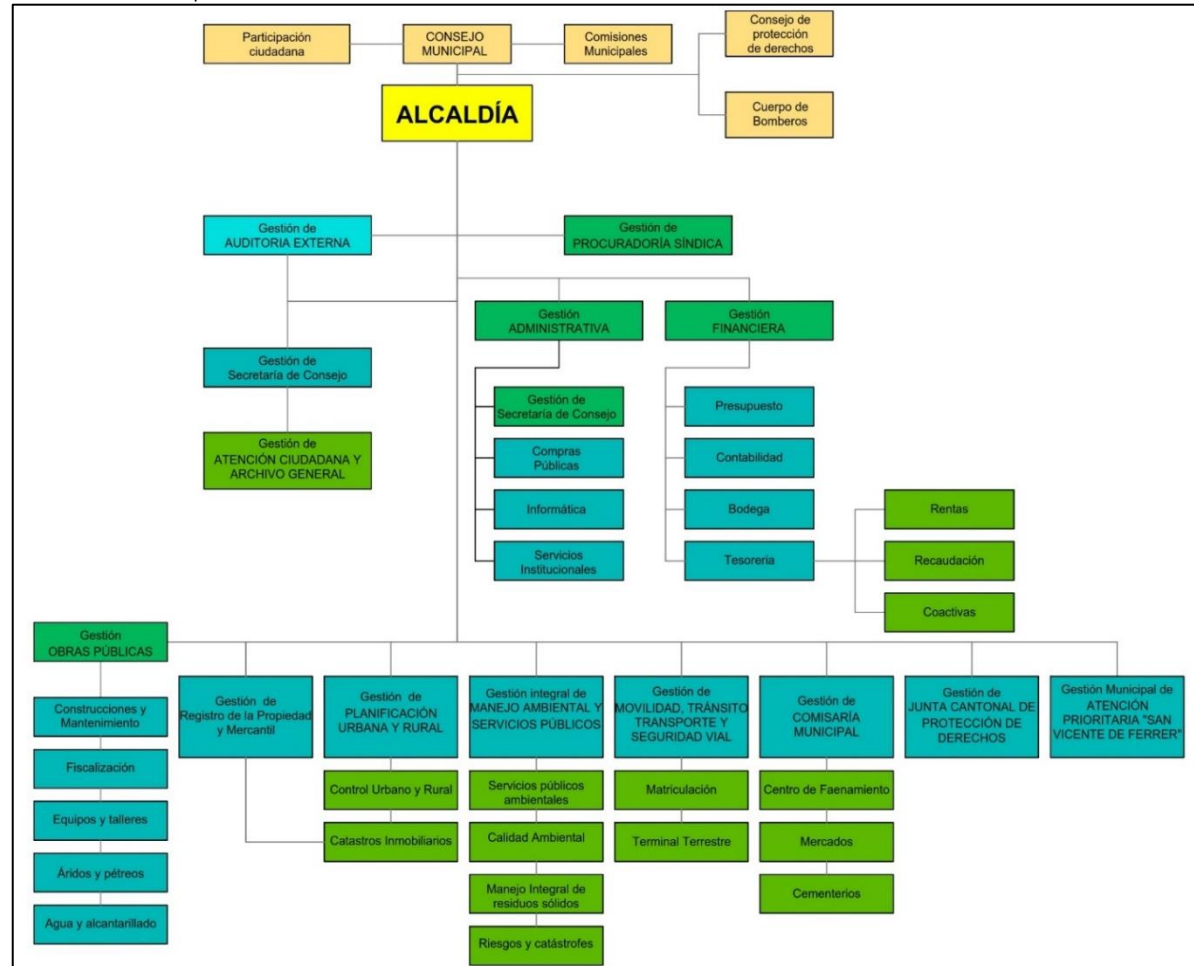 Participación
ciudadana
CONSEJO
MUNICIPAL
Comisiones
Municipales
Consejo de
protección
de derechos
Cuerpo de
Bomberos
ALCALDÍA
Gestión de
AUDITORIA EXTERNA
Gestión de
PROCURADORÍA SÍNDICA
Gestión
ADMINISTRATIVA
Gestión
FINANCIERA
Gestión de
Secretaría de Consejo
Gestión de
ATENCIÓN CIUDADANA Y
ARCHIVO GENERAL
Gestión de
Secretaría de Consejo
Compras
Públicas
Informática
Servicios
Institucionales
Presupuesto
Contabilidad
Bodega
Tesorería
Rentas
Recaudación
Coactivas
Gestión
OBRAS PÚBLICAS
Construcciones y
Mantenimiento
Fiscalización
Equipos y talleres
Áridos y pétreos
Agua y alcantarillado
Gestión de
Registro de la Propiedad
y Mercantil
Gestión de
PLANIFICACIÓN
URBANA Y RURAL
Control Urbano y Rural
Catastros Inmobiliarios
Gestión integral de
MANEJO AMBIENTAL Y
SERVICIOS PÚBLICOS
Servicios públicos
ambientales
Calidad Ambiental
Manejo Integral de
residuos sólidos
Riesgos y catástrofes
Gestión de
MOVILIDAD, TRÁNSITO
TRANSPORTE Y
SEGURIDAD VIAL
Matriculación
Terminal Terrestre
Gestión de
COMISARÍA
MUNICIPAL
Centro de Faenamiento
Mercados
Cementerios
Gestión de
JUNTA CANTONAL DE
PROTECCIÓN DE
DERECHOS
Gestión Municipal de
ATENCIÓN
PRIORITARIA "SAN
VICENTE DE FERRER"